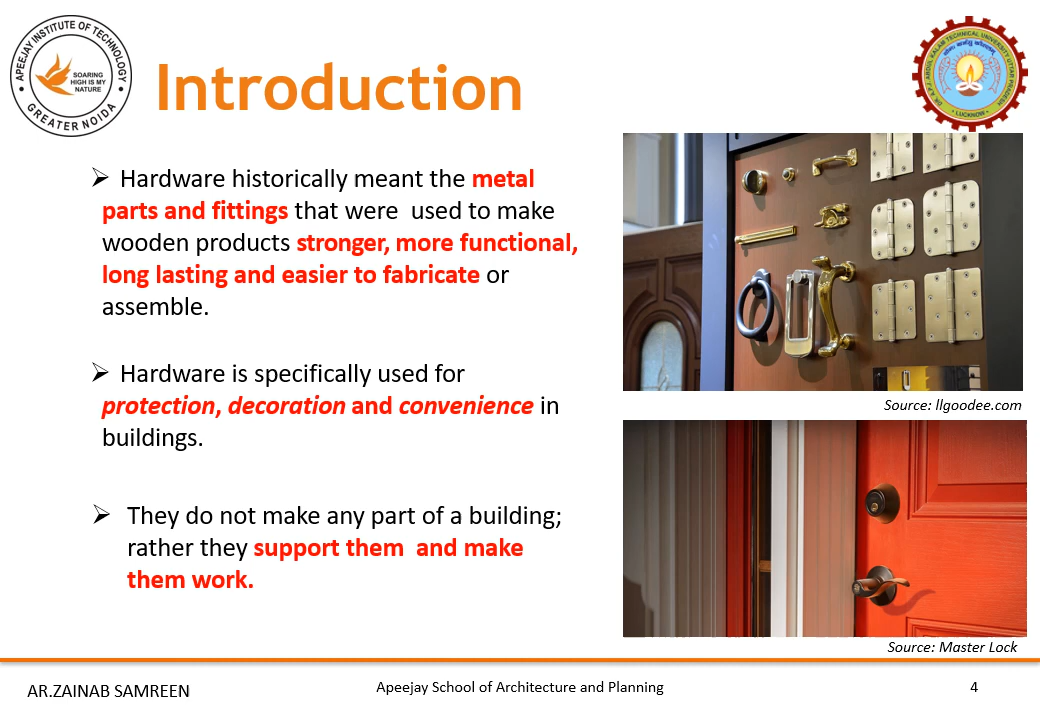 APEEJAY INSTITUTE OF TECHNOLOGY
SOARING
HIGH IS MY
NATURE
GREATER NOIDA
Introduction
LUCKNOW
➢ Hardware historically meant the metal
parts and fittings that were used to make
wooden products stronger, more functional,
long lasting and easier to fabricate or
assemble.
➢ Hardware is specifically used for
protection, decoration and convenience in
buildings.
➢ They do not make any part of a building;
rather they support them and make
them work.
Source: llgoodee.com
Source: Master Lock
AR.ZAINAB SAMREEN
Apeejay School of Architecture and Planning
4